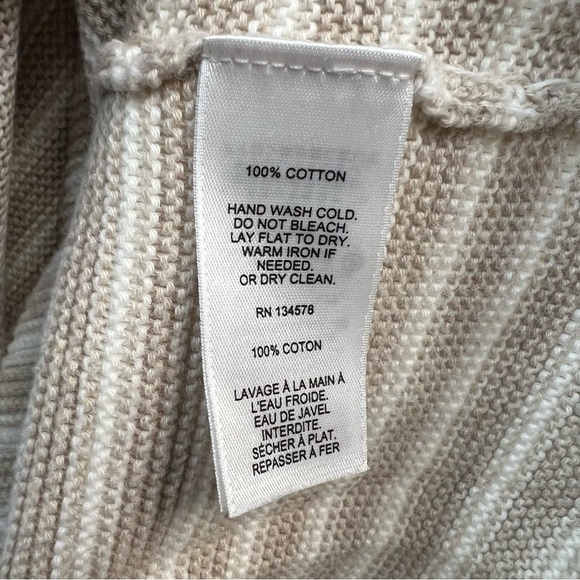 100% COTTON
HAND WASH COLD.
DO NOT BLEACH.
LAY FLAT TO DRY.
WARM IRON IF
NEEDED.
OR DRY CLEAN.
RN 134578
100% COTON
LAVAGE À LA MAIN À
L'EAU FROIDE.
EAU DE JAVEL
INTERDITE.
SÉCHER À PLAT.
REPASSER À FER